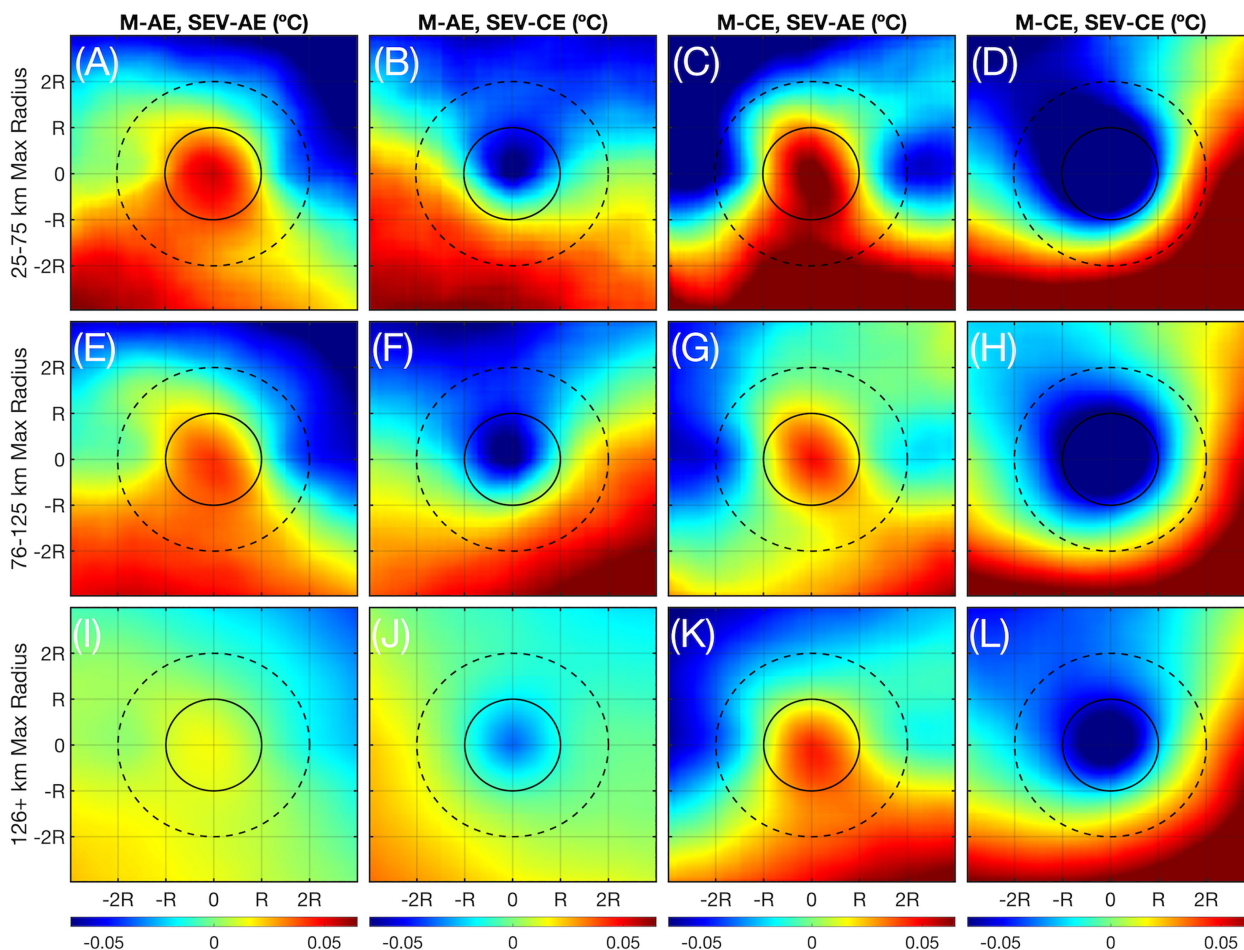 M-AE, SEV-AE (ºC) M-AE, SEV-CE (ºC) M-CE, SEV-AE (ºC) M-CE, SEV-CE (ºC)
25-75 km Max Radius
(A) (B) (C) (D)
2R
R
0
-R
-2R
76-125 km Max Radius
(E) (F) (G) (H)
2R
R
0
-R
-2R
126+ km Max Radius
(I) (J) (K) (L)
2R
R
0
-R
-2R
-2R -R 0 R 2R -2R -R 0 R 2R -2R -R 0 R 2R -2R -R 0 R 2R
-0.05 0 0.05 -0.05 0 0.05 -0.05 0 0.05 -0.05 0 0.05